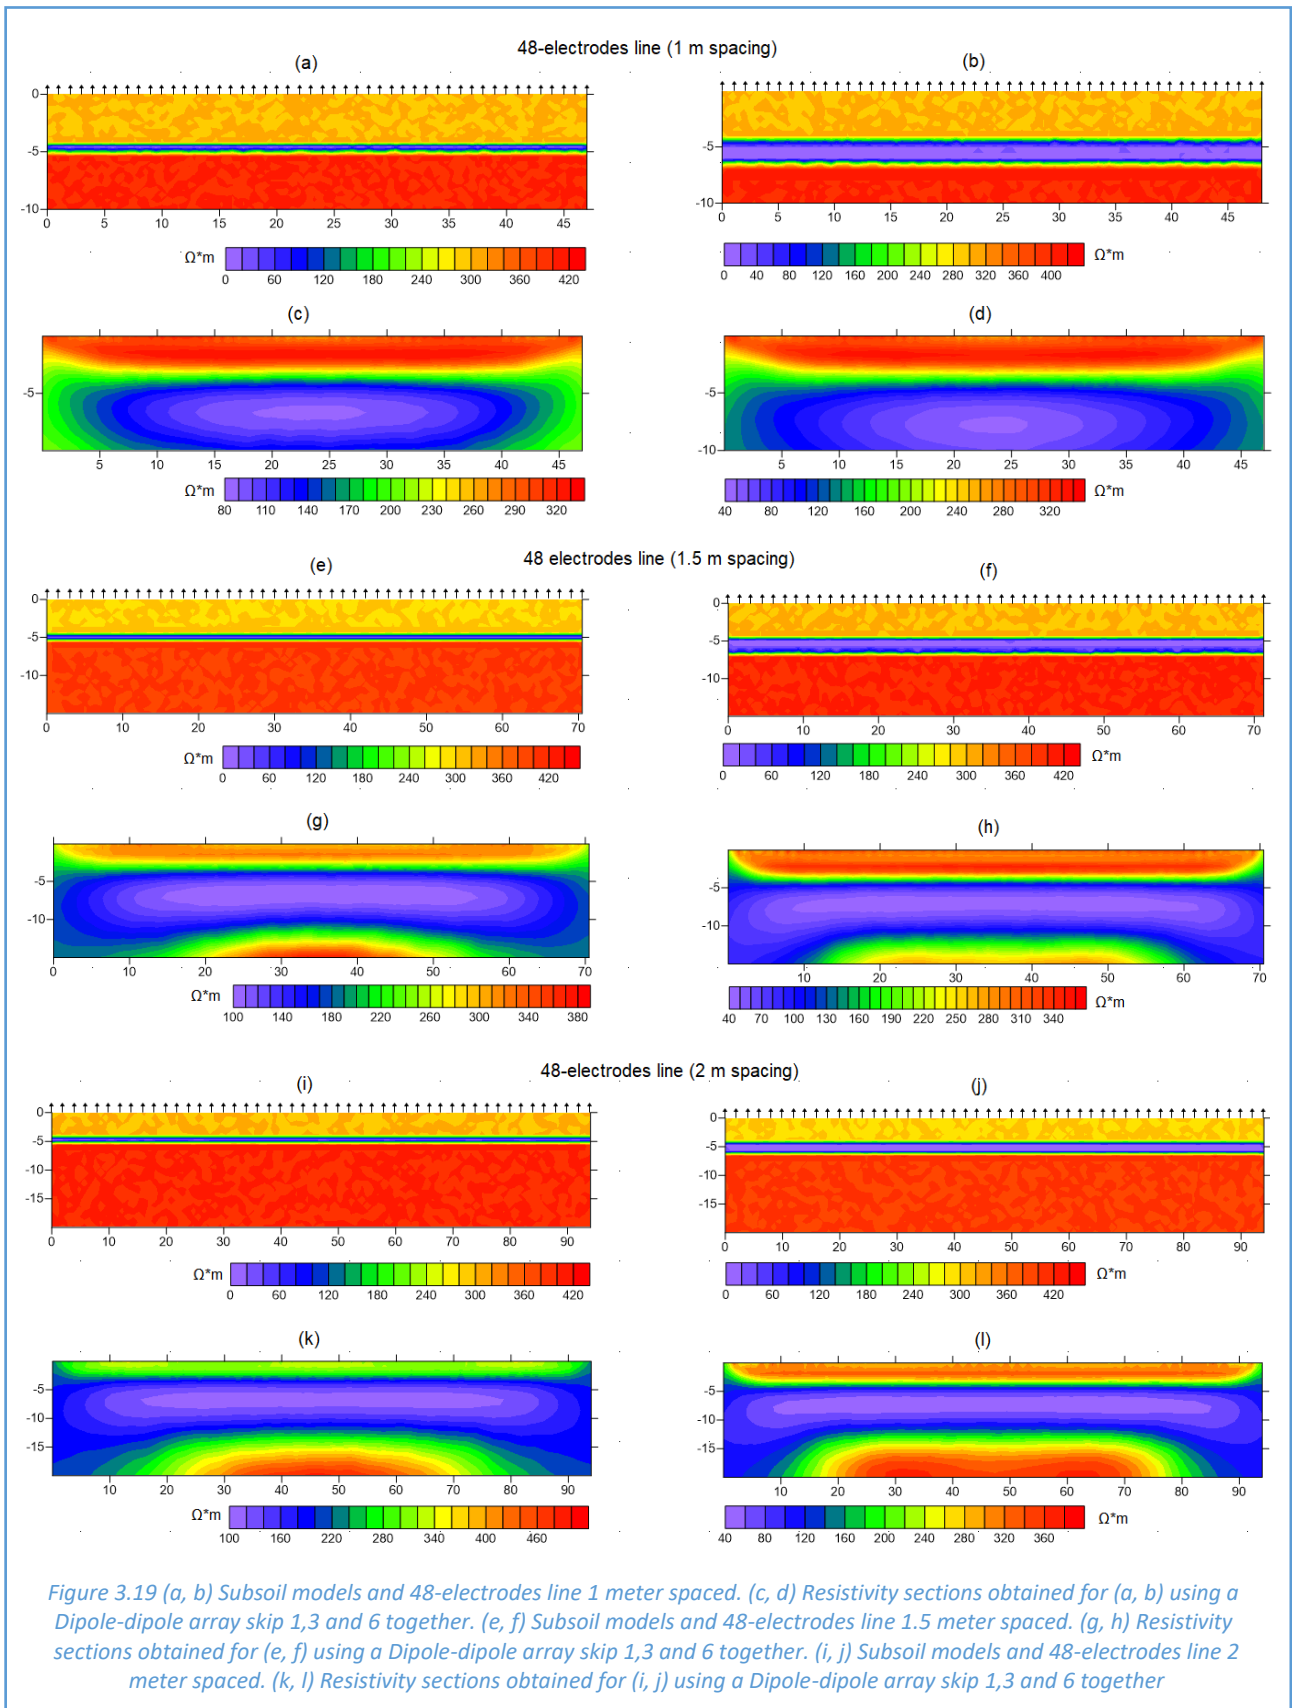 48-electrodes line (1 m spacing)
(a)
(b)
0
-5
-10
0 5 10 15 20 25 30 35 40 45
-5
-10
0 5 10 15 20 25 30 35 40 45
Ω*m
0 60 120 180 240 300 360 420
0 40 80 120 160 200 240 280 320 360 400
Ω*m
(c)
(d)
-5
5 10 15 20 25 30 35 40 45
-5
-10
5 10 15 20 25 30 35 40 45
Ω*m
80 110 140 170 200 230 260 290 320
40 80 120 160 200 240 280 320
Ω*m
48 electrodes line (1.5 m spacing)
(e)
(f)
0
-5
-10
0 10 20 30 40 50 60 70
0
-5
-10
0 10 20 30 40 50 60 70
Ω*m
0 60 120 180 240 300 360 420
0 60 120 180 240 300 360 420
Ω*m
(g)
(h)
-5
-10
0 10 20 30 40 50 60 70
-5
-10
10 20 30 40 50 60 70
Ω*m
100 140 180 220 260 300 340 380
40 70 100 130 160 190 220 250 280 310 340
Ω*m
48-electrodes line (2 m spacing)
(i)
(j)
0
-5
-10
-15
0 10 20 30 40 50 60 70 80 90
0
-5
-10
-15
0 10 20 30 40 50 60 70 80 90
Ω*m
0 60 120 180 240 300 360 420
0 60 120 180 240 300 360 420
Ω*m
(k)
(l)
-5
-10
-15
10 20 30 40 50 60 70 80 90
-5
-10
-15
10 20 30 40 50 60 70 80 90
Ω*m
100 160 220 280 340 400 460
40 80 120 160 200 240 280 320 360
Ω*m
Figure 3.19 (a, b) Subsoil models and 48-electrodes line 1 meter spaced. (c, d) Resistivity sections obtained for (a, b) using a
Dipole-dipole array skip 1,3 and 6 together. (e, f) Subsoil models and 48-electrodes line 1.5 meter spaced. (g, h) Resistivity
sections obtained for (e, f) using a Dipole-dipole array skip 1,3 and 6 together. (i, j) Subsoil models and 48-electrodes line 2
meter spaced. (k, l) Resistivity sections obtained for (i, j) using a Dipole-dipole array skip 1,3 and 6 together